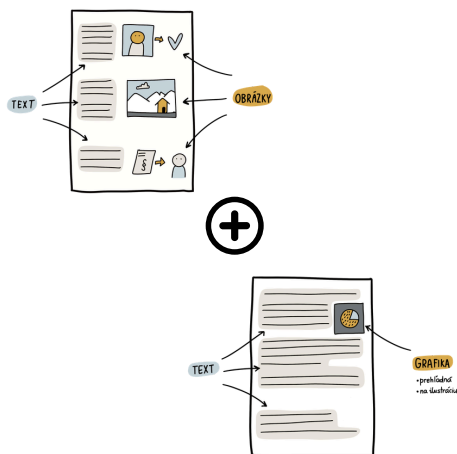 TEXT
OBRÁZKY
§
TEXT
GRAFIKA
• prehľadná
• na ilustráciu